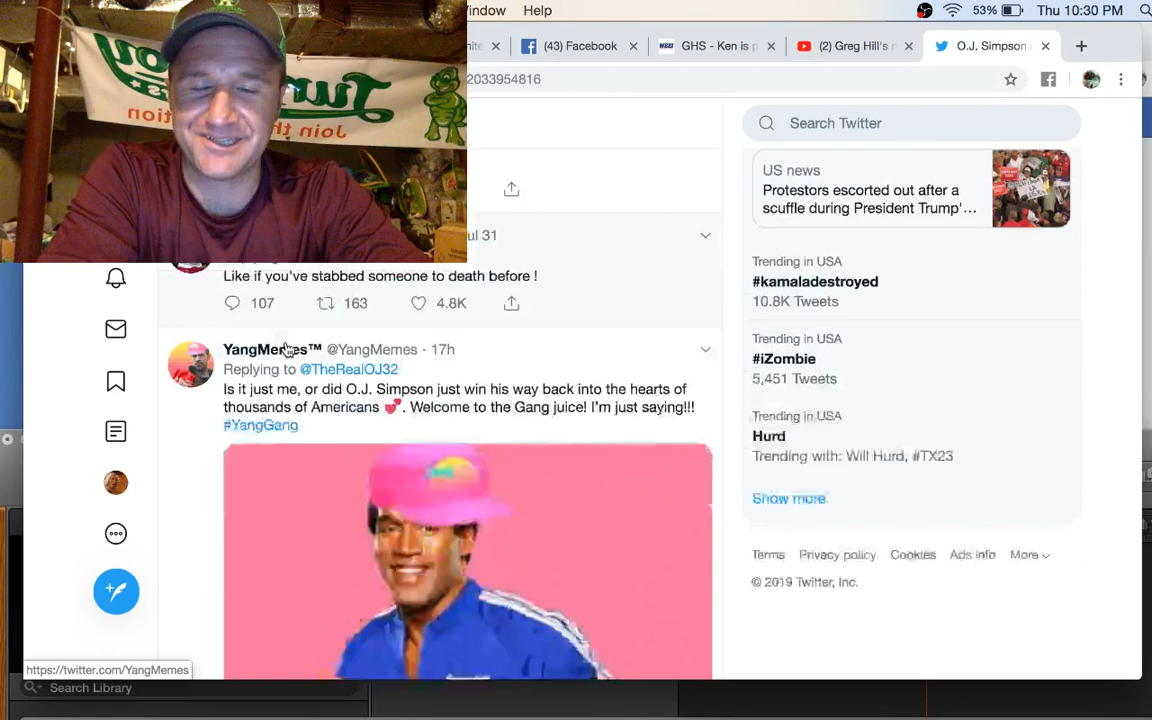 indow Help 53% Thu 10:30 PM
(43) Facebook GHS - Ken is p (2) Greg Hill's n O.J. Simpson
2033954816
Join th
ation
Search Twitter
US news
Protestors escorted out after a
scuffle during President Trump'...
ul 31
Like if you've stabbed someone to death before !
107 163 4.8K
Trending in USA
#kamaladestroyed
10.8K Tweets
Trending in USA
#iZombie
5,451 Tweets
Trending in USA
Hurd
Trending with: Will Hurd, #TX23
Show more
Terms Privacy policy Cookies Ads info More
© 2019 Twitter, Inc.
YangMemes™ @YangMemes · 17h
Replying to @TheRealOJ32
Is it just me, or did O.J. Simpson just win his way back into the hearts of
thousands of Americans 💕. Welcome to the Gang juice! I'm just saying!!!
#YangGang
https://twitter.com/YangMemes
Search Library